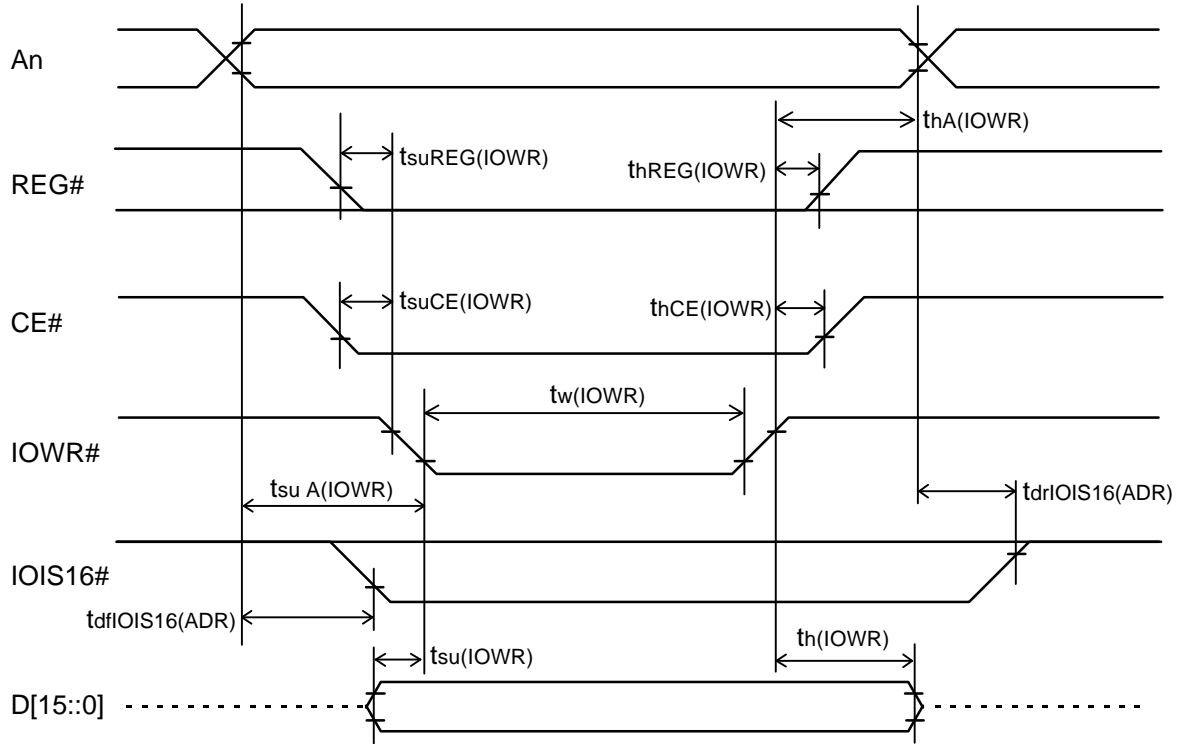 An
thA(IOWR)
tsuREG(IOWR)
thREG(IOWR)
REG#
tsuCE(IOWR)
thCE(IOWR)
CE#
tw(IOWR)
IOWR#
tsu A(IOWR)
tdrIOIS16(ADR)
IOIS16#
tdfIOIS16(ADR)
tsu(IOWR)
th(IOWR)
D[15::0]